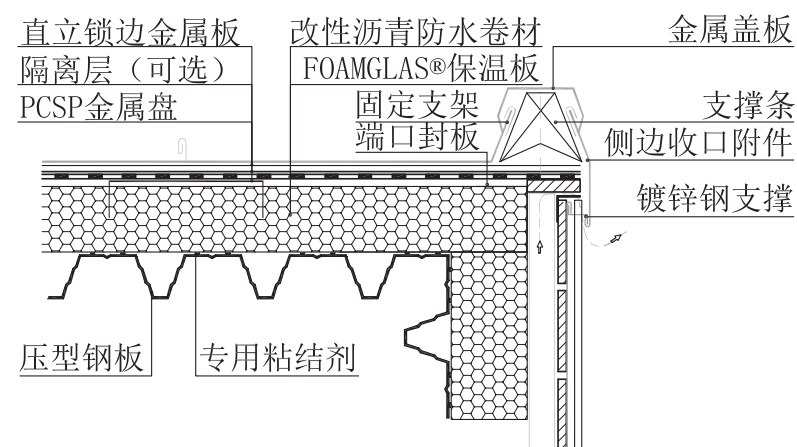 直立锁边金属板
隔离层（可选）
PCSP金属盘
改性沥青防水卷材
FOAMGLAS®保温板
固定支架
端口封板
金属盖板
支撑条
侧边收口附件
镀锌钢支撑
压型钢板
专用粘结剂